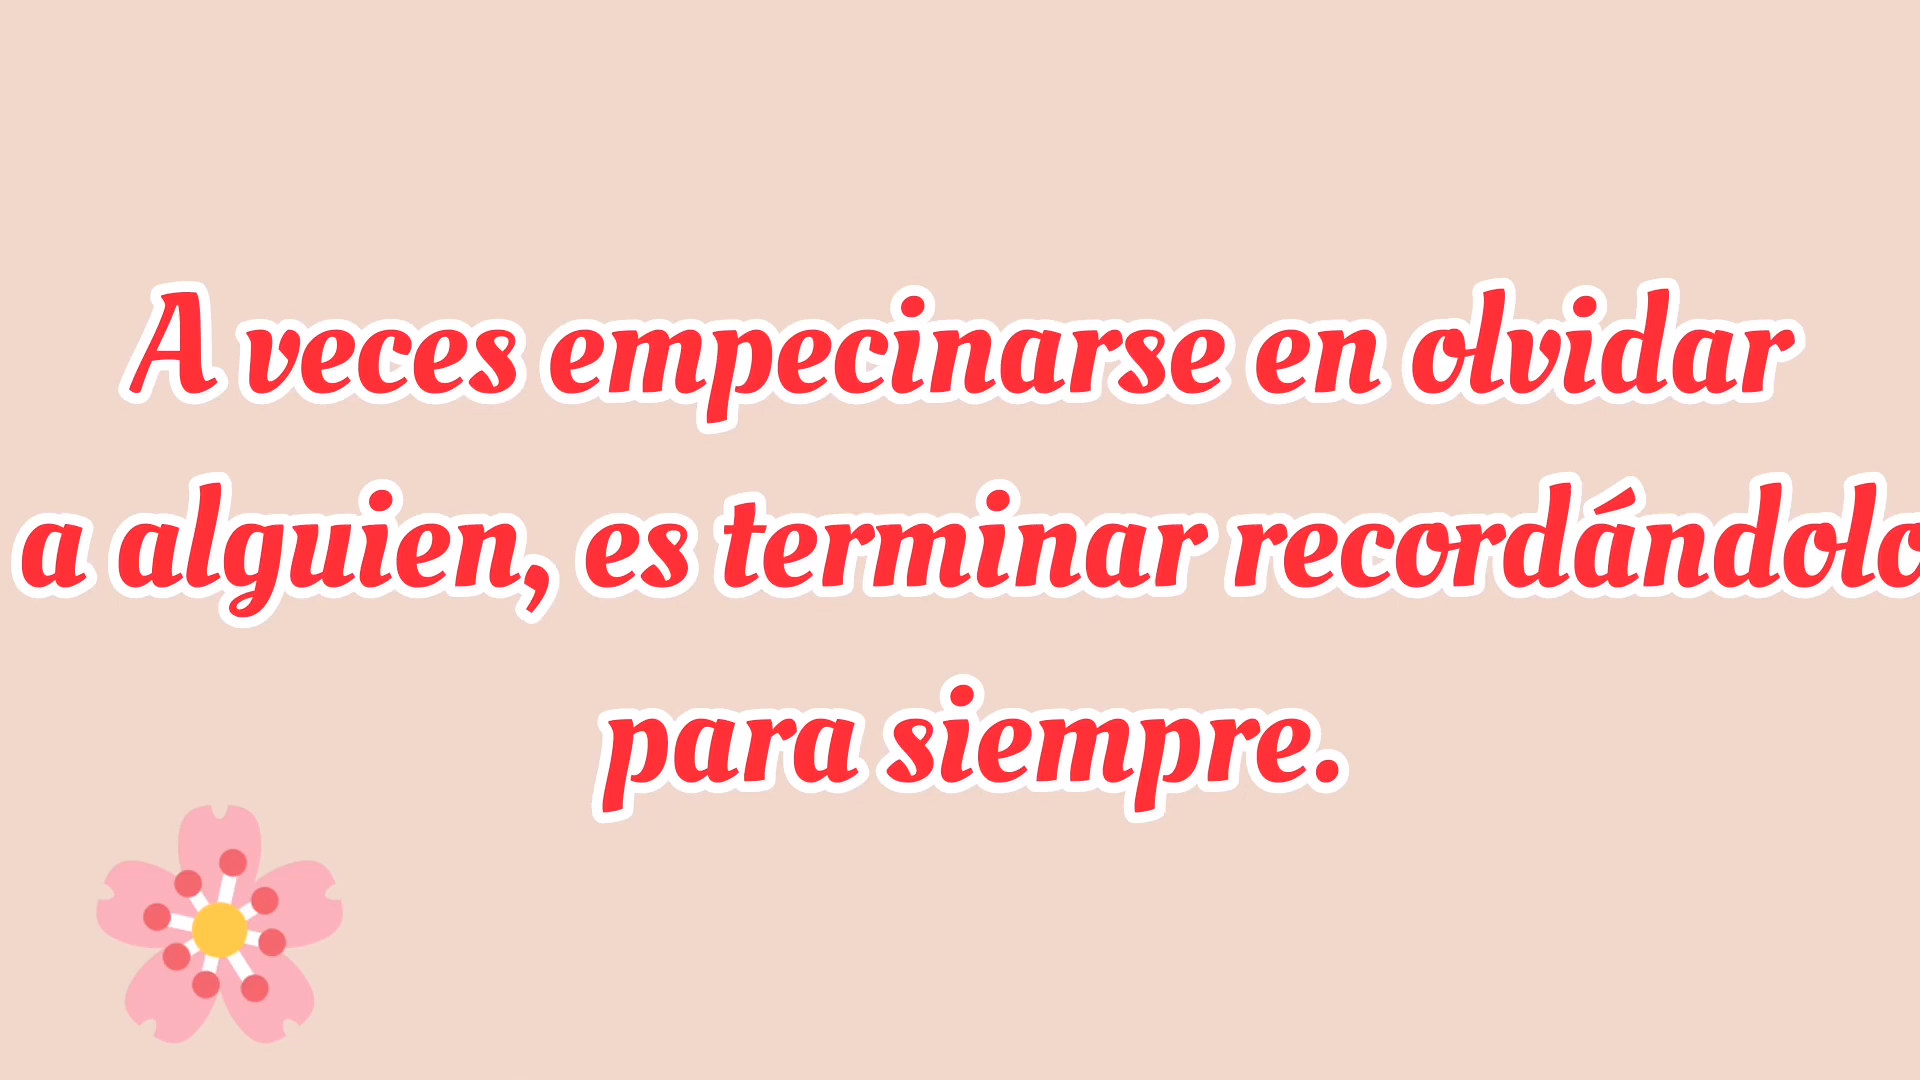 A veces empecinarse en olvidar
a alguien, es terminar recordándolo
para siempre.